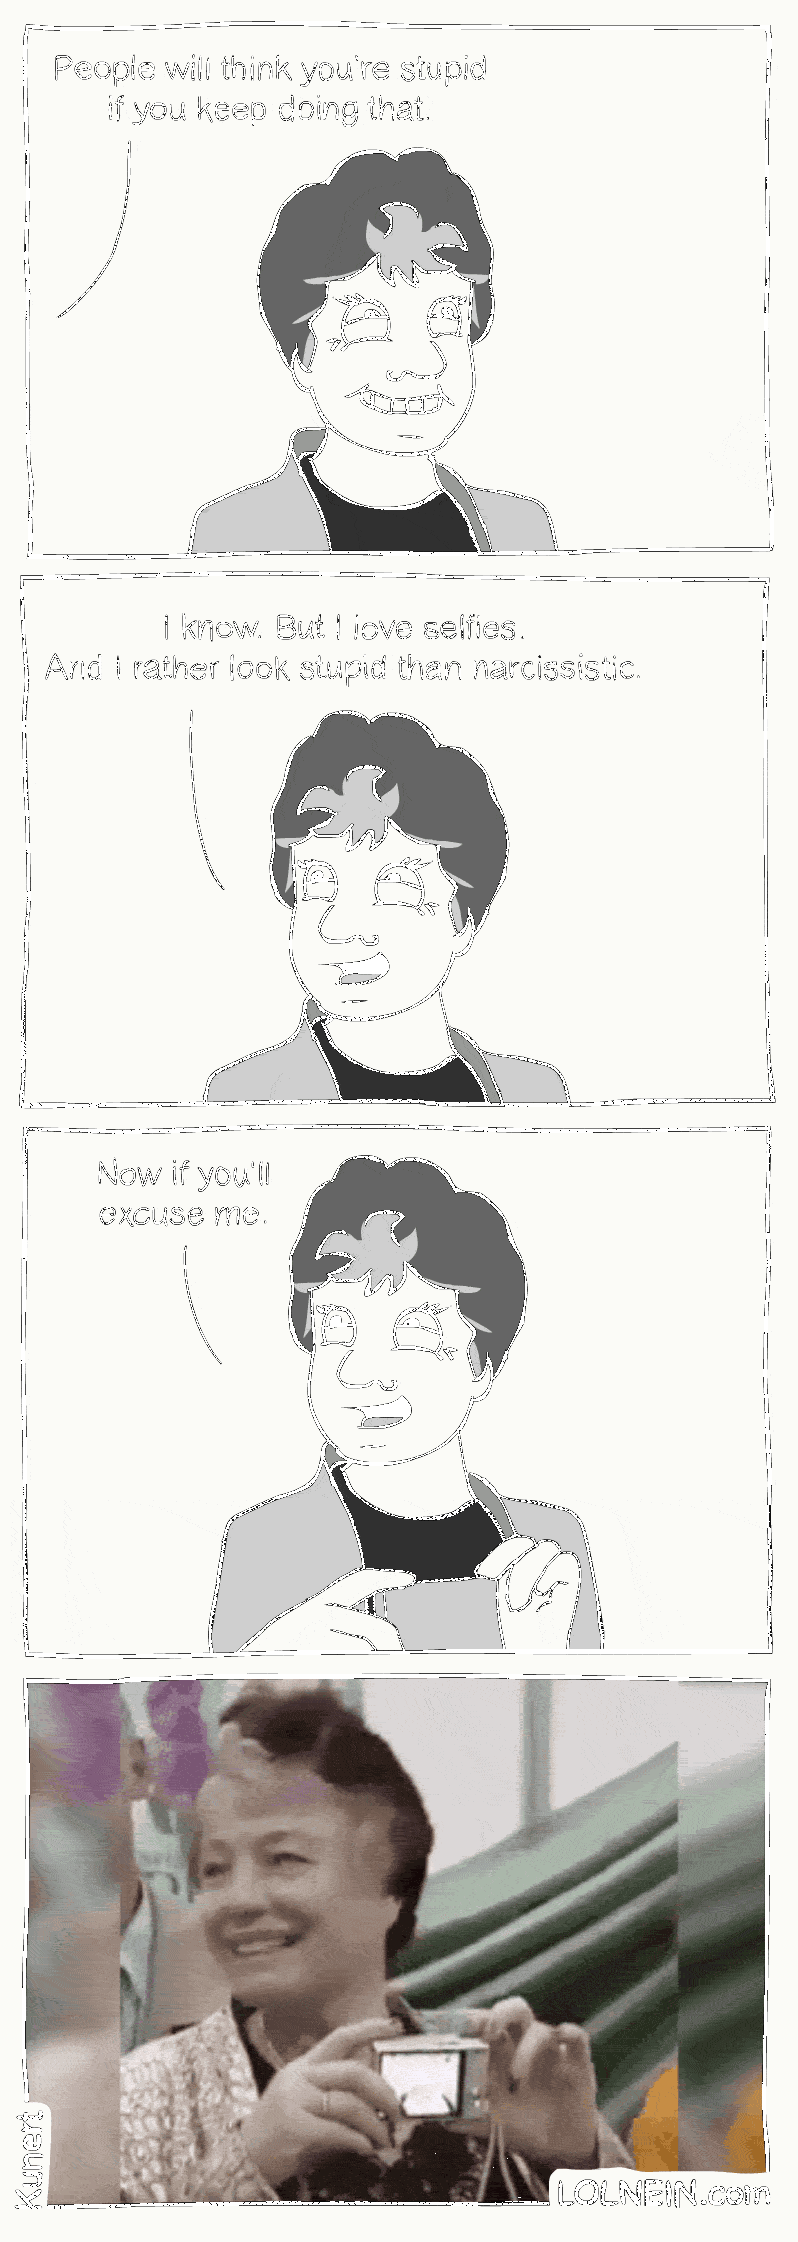 People will think you're stupid
if you keep doing that.
I know. But I love selfies.
And I rather look stupid than narcissistic.
Now if you'll
excuse me.
Kunert
LOLNEIN.com